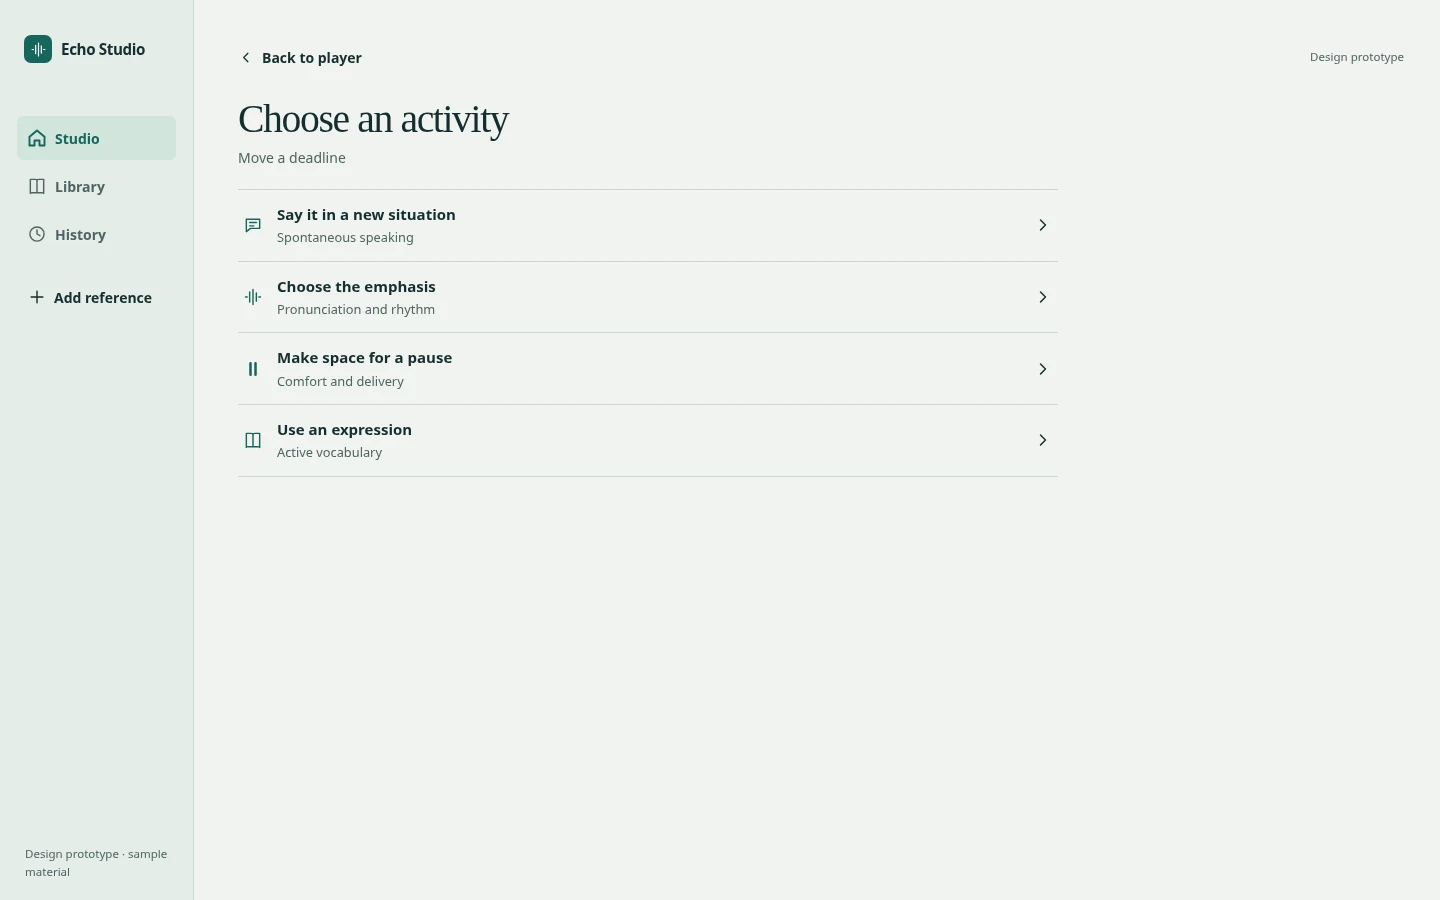 Echo Studio
Studio
Library
History
Add reference
Design prototype · sample
material
Back to player
Design prototype
Choose an activity
Move a deadline
Say it in a new situation
Spontaneous speaking
Choose the emphasis
Pronunciation and rhythm
Make space for a pause
Comfort and delivery
Use an expression
Active vocabulary